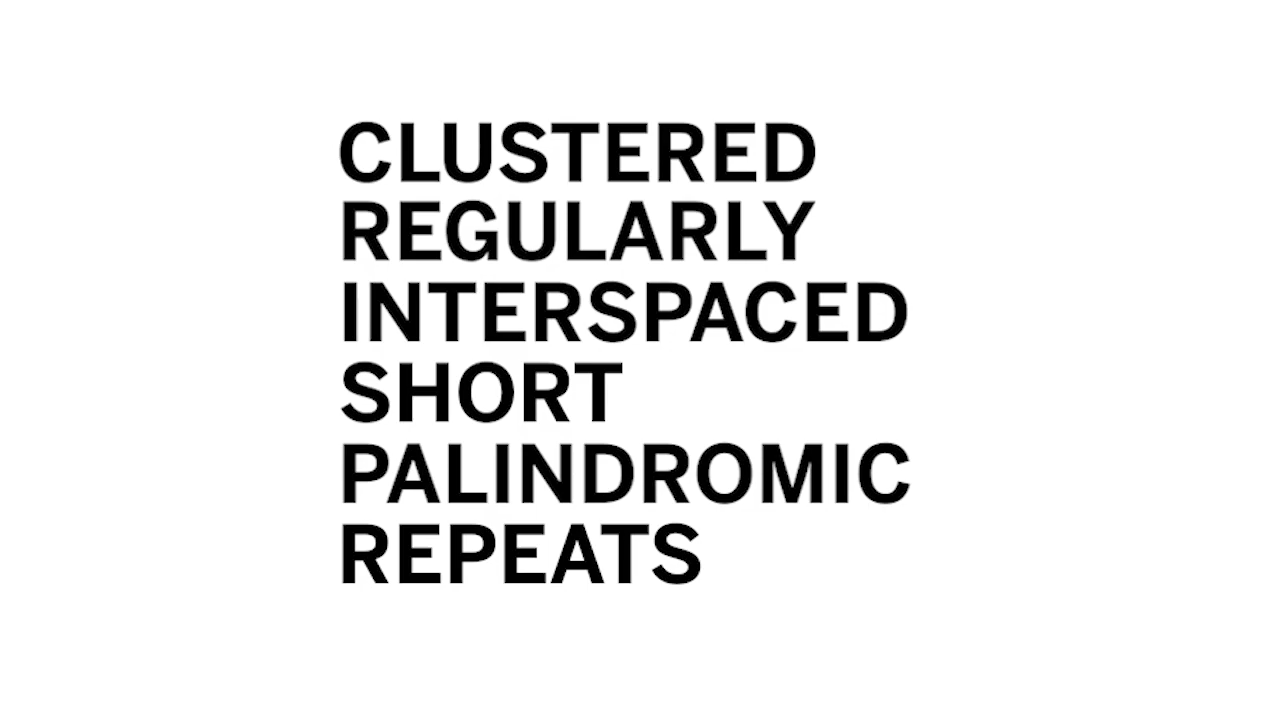 CLUSTERED
REGULARLY
INTERSPACED
SHORT
PALINDROMIC
REPEATS